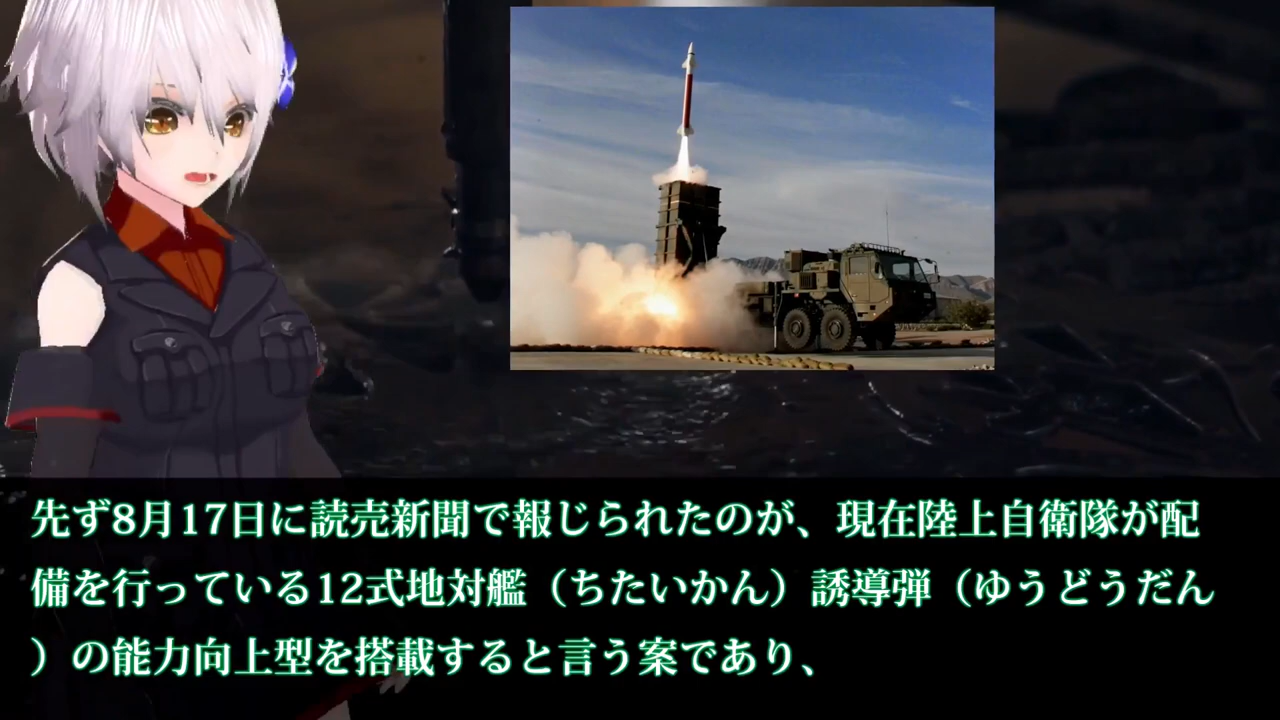 先ず8月17日に読売新聞で報じられたのが、現在陸上自衛隊が配
備を行っている12式地対艦（ちたいかん）誘導弾（ゆうどうだん
）の能力向上型を搭載すると言う案であり、